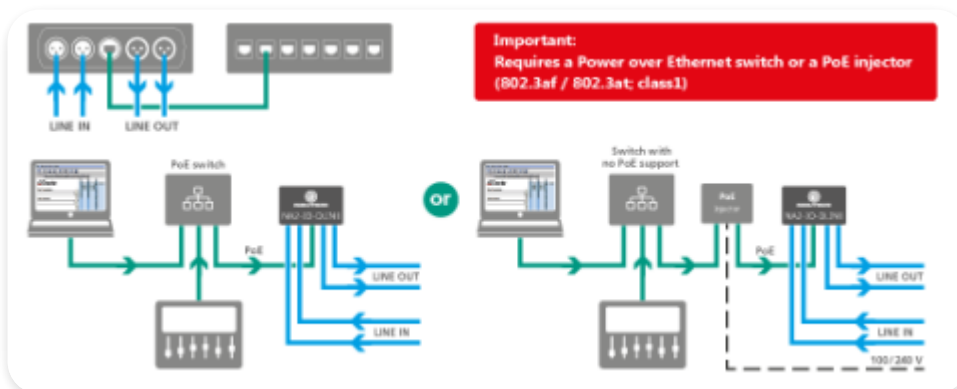 Important:
Requires a Power over Ethernet switch or a PoE injector
(802.3af / 802.3at; class1)
LINE IN
LINE OUT
PoE switch
NA2-IO-DLINE
PoE
LINE OUT
LINE IN
or
Switch with
no PoE support
PoE
Injector
NA2-IO-DLINE
PoE
LINE OUT
LINE IN
100/240 V